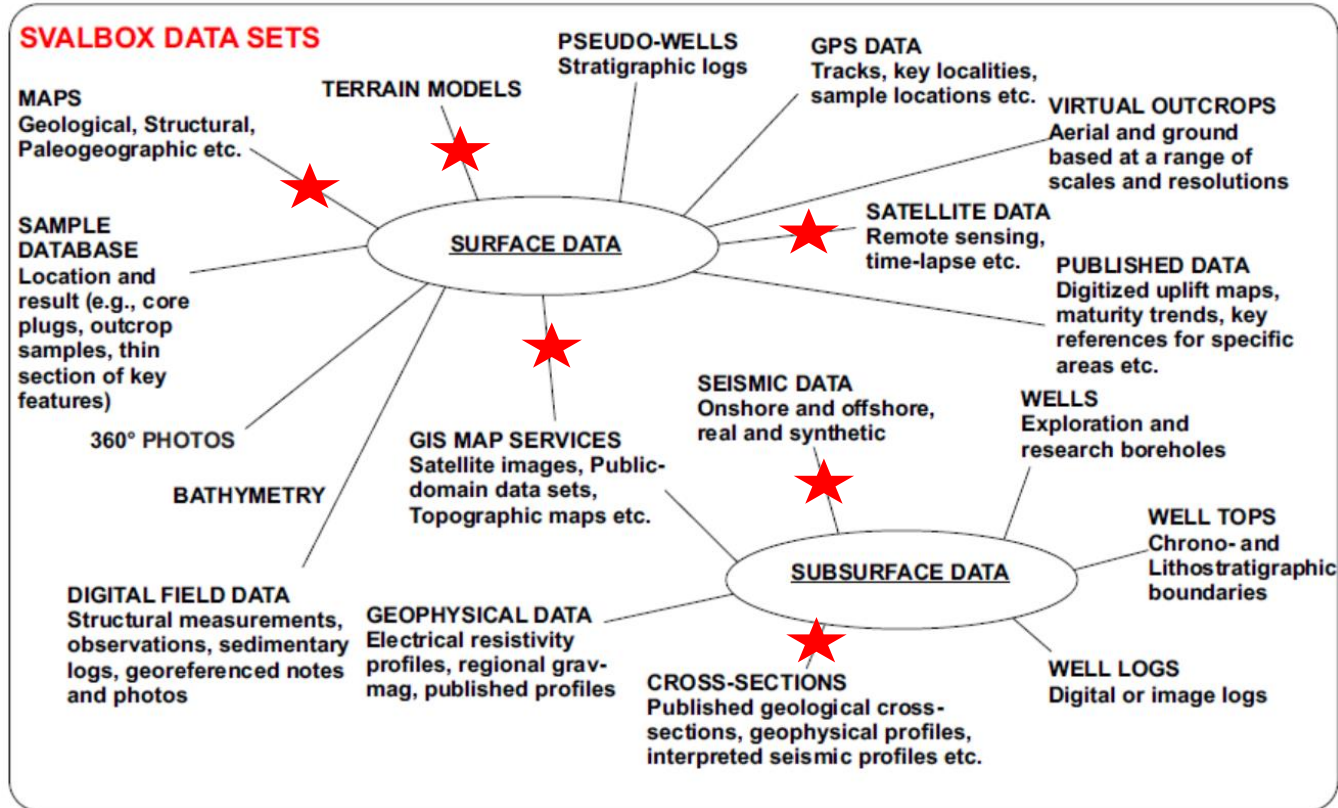 SVALBOX DATA SETS
MAPS
Geological, Structural,
Paleogeographic etc.
TERRAIN MODELS
PSEUDO-WELLS
Stratigraphic logs
GPS DATA
Tracks, key localities,
sample locations etc.
VIRTUAL OUTCROPS
Aerial and ground
based at a range of
scales and resolutions
SAMPLE
DATABASE
Location and
result (e.g., core
plugs, outcrop
samples, thin
section of key
features)
SURFACE DATA
SATELLITE DATA
Remote sensing,
time-lapse etc.
PUBLISHED DATA
Digitized uplift maps,
maturity trends, key
references for specific
areas etc.
360° PHOTOS
BATHYMETRY
GIS MAP SERVICES
Satellite images, Public-
domain data sets,
Topographic maps etc.
SEISMIC DATA
Onshore and offshore,
real and synthetic
WELLS
Exploration and
research boreholes
DIGITAL FIELD DATA
Structural measurements,
observations, sedimentary
logs, georeferenced notes
and photos
GEOPHYSICAL DATA
Electrical resistivity
profiles, regional grav-
mag, published profiles
SUBSURFACE DATA
WELL TOPS
Chrono- and
Lithostratigraphic
boundaries
CROSS-SECTIONS
Published geological cross-
sections, geophysical profiles,
interpreted seismic profiles etc.
WELL LOGS
Digital or image logs